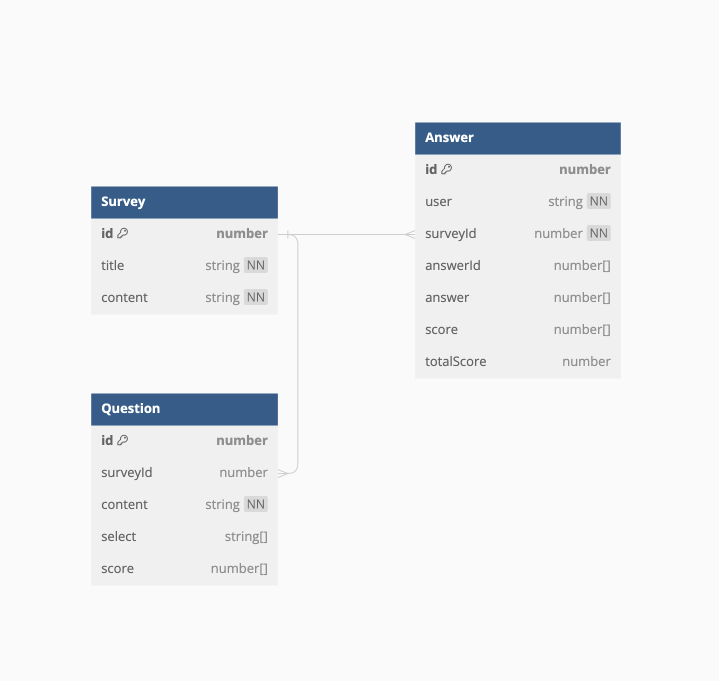 Survey
id number
title string NN
content string NN
Answer
id number
user string NN
surveyId number NN
answerId number[]
answer number[]
score number[]
totalScore number
Question
id number
surveyId number
content string NN
select string[]
score number[]